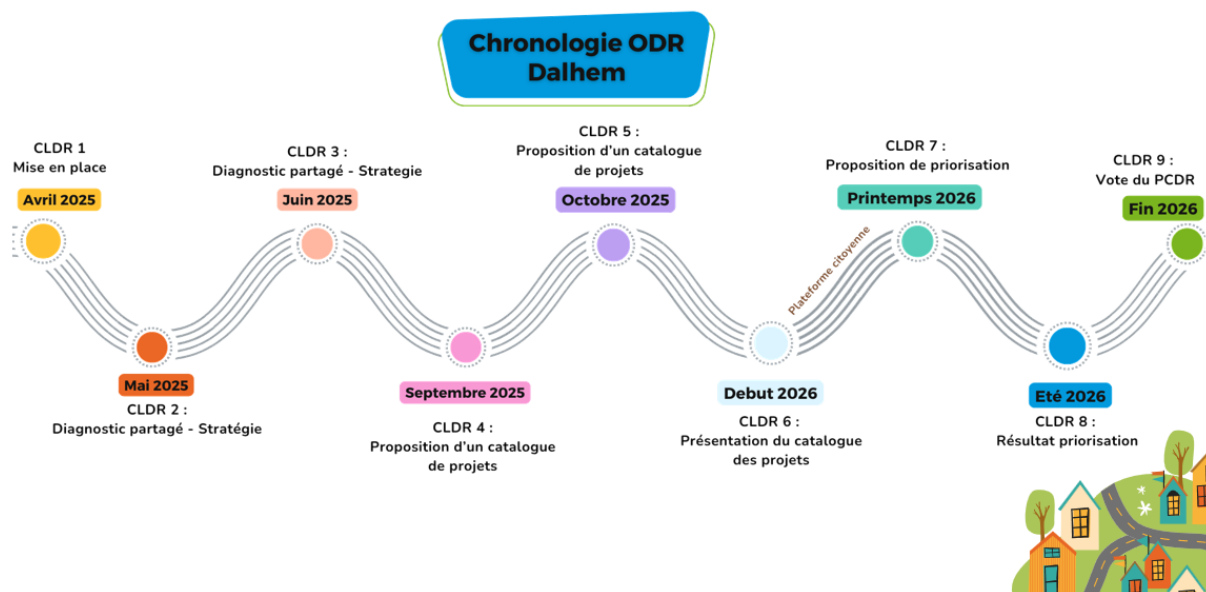 Chronologie ODR
Dalhem
CLDR 1
Mise en place
Avril 2025
Mai 2025
CLDR 2 :
Diagnostic partagé - Stratégie
CLDR 3 :
Diagnostic partagé - Strategie
Juin 2025
Septembre 2025
CLDR 4 :
Proposition d'un catalogue
de projets
CLDR 5 :
Proposition d'un catalogue
de projets
Octobre 2025
Debut 2026
CLDR 6 :
Présentation du catalogue
des projets
Plateforme citoyenne
CLDR 7 :
Proposition de priorisation
Printemps 2026
Eté 2026
CLDR 8 :
Résultat priorisation
CLDR 9 :
Vote du PCDR
Fin 2026